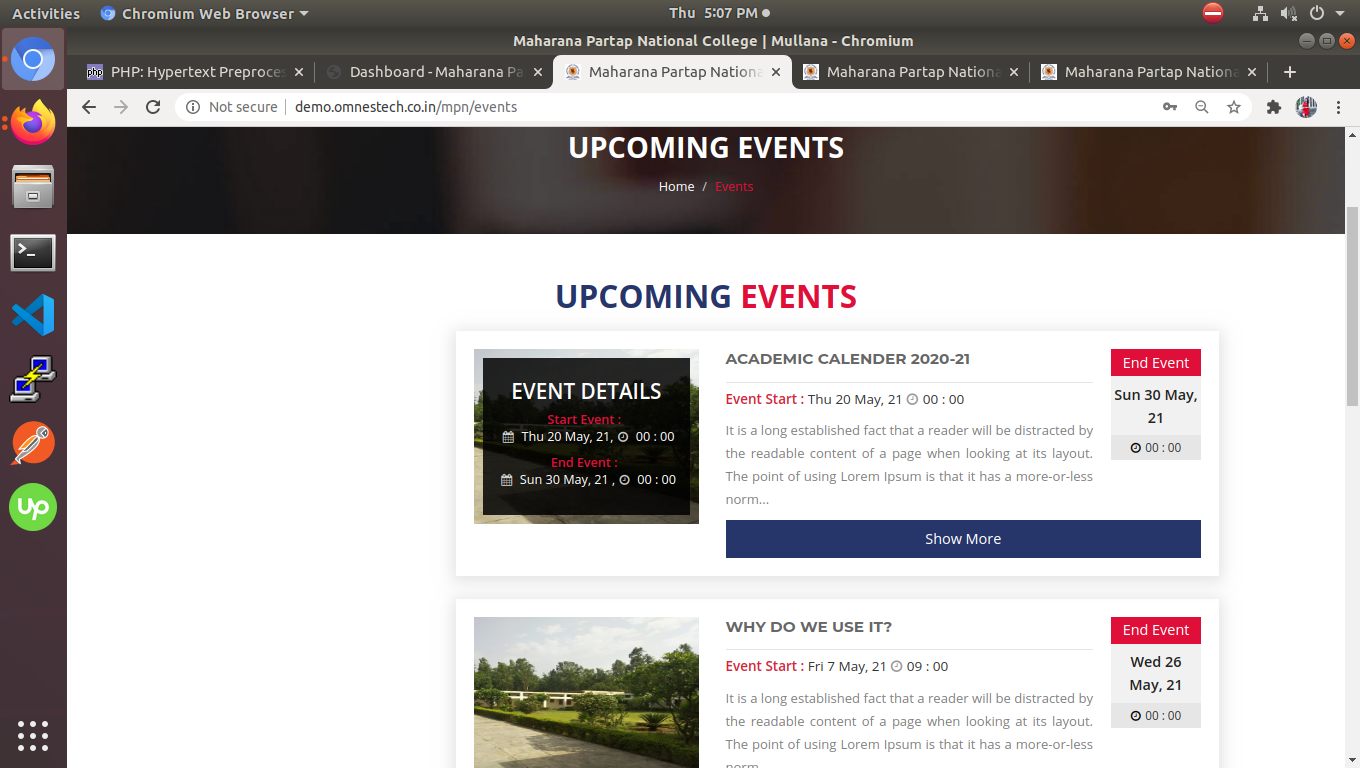 Activities Chromium Web Browser Thu 5:07 PM
Maharana Partap National College | Mullana - Chromium
php PHP: Hypertext Preproces Dashboard - Maharana Pa Maharana Partap Nationa Maharana Partap Nationa Maharana Partap Nationa
Not secure demo.omnestech.co.in/mpn/events
UPCOMING EVENTS
Home / Events
UPCOMING EVENTS
EVENT DETAILS
Start Event :
Thu 20 May, 21, 00 : 00
End Event :
Sun 30 May, 21 , 00 : 00
ACADEMIC CALENDER 2020-21
Event Start : Thu 20 May, 21 00 : 00
It is a long established fact that a reader will be distracted by
the readable content of a page when looking at its layout.
The point of using Lorem Ipsum is that it has a more-or-less
norm...
End Event
Sun 30 May,
21
00 : 00
Show More
WHY DO WE USE IT?
Event Start : Fri 7 May, 21 09 : 00
It is a long established fact that a reader will be distracted by
the readable content of a page when looking at its layout.
The point of using Lorem Ipsum is that it has a more-or-less
norm...
End Event
Wed 26
May, 21
00 : 00
up